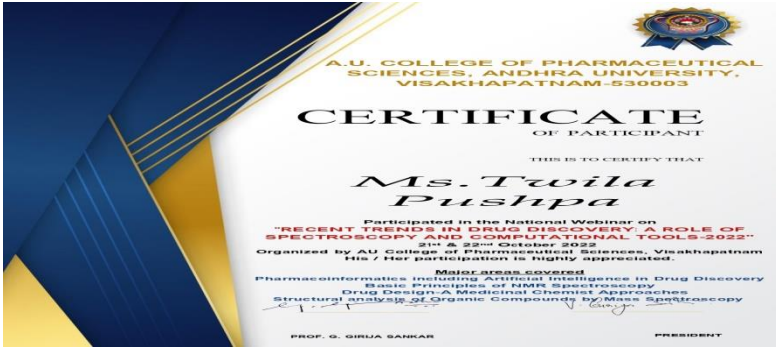 A.U. COLLEGE OF PHARMACEUTICAL
SCIENCES, ANDHRA UNIVERSITY,
VISAKHAPATNAM-530003
CERTIFICATE
OF PARTICIPANT
THIS IS TO CERTIFY THAT
Ms.Twila
Pushpa
Participated in the National Webinar on
"RECENT TRENDS IN DRUG DISCOVERY: A ROLE OF
SPECTROSCOPY AND COMPUTATIONAL TOOLS-2022"
21st & 22nd October 2022
Organized by AU College of Pharmaceutical Sciences, Visakhapatnam
His / Her participation is highly appreciated.
Major areas covered
Pharmacoinformatics including Artificial Intelligence in Drug Discovery
Basic Principles of NMR Spectroscopy
Drug Design-A Medicinal Chemist Approaches
Structural analysis of Organic Compounds by Mass Spectroscopy
PROF. G. GIRIJA SANKAR
PRESIDENT